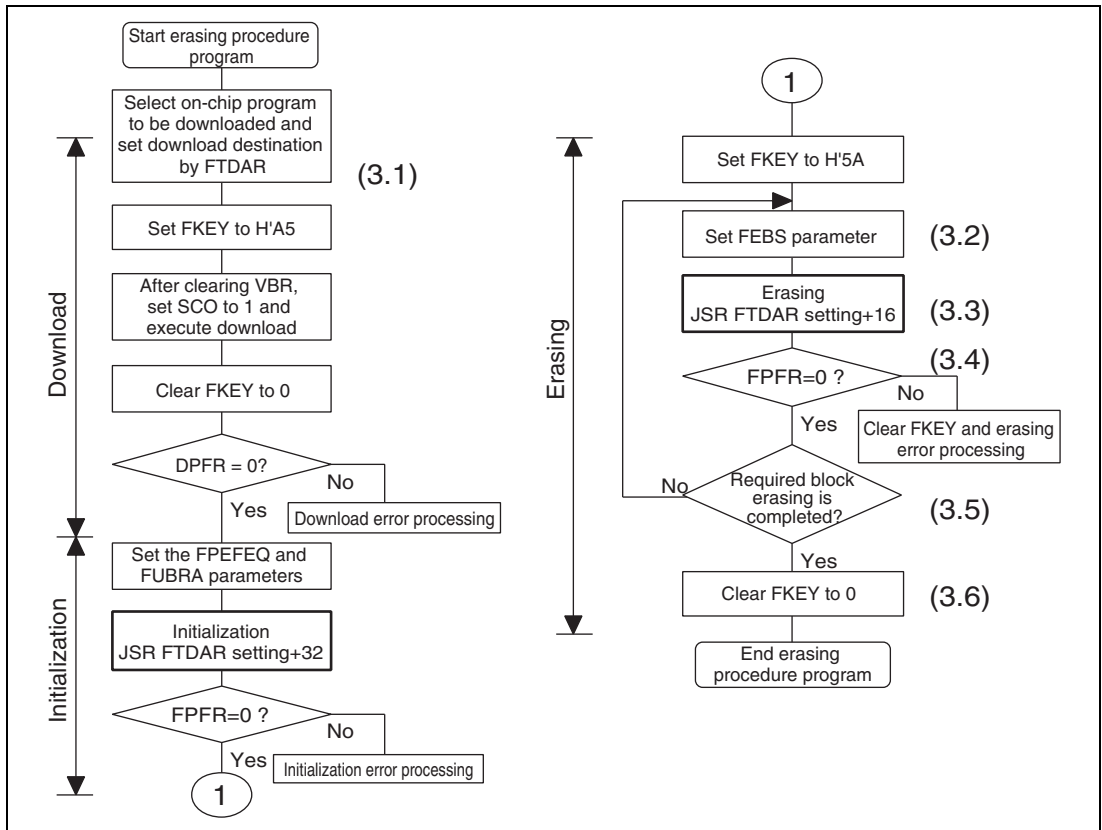 Start erasing procedure
program
Select on-chip program
to be downloaded and
set download destination
by FTDAR
(3.1)
Set FKEY to H'A5
After clearing VBR,
set SCO to 1 and
execute download
Clear FKEY to 0
DPFR = 0?
No
Yes
Download error processing
Download
Set the FPEFEQ and
FUBRA parameters
Initialization
JSR FTDAR setting+32
FPFR=0 ?
No
Yes
Initialization error processing
Initialization
1
1
Set FKEY to H'5A
Set FEBS parameter
(3.2)
Erasing
JSR FTDAR setting+16
(3.3)
(3.4)
FPFR=0 ?
No
Yes
Clear FKEY and erasing
error processing
Erasing
Required block
erasing is
completed?
No
(3.5)
Yes
Clear FKEY to 0
(3.6)
End erasing
procedure program